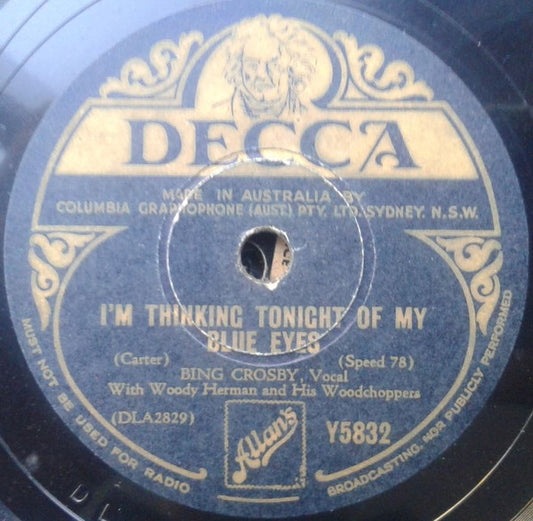 DECCA
MADE IN AUSTRALIA BY
COLUMBIA GRAPHOPHONE (AUST.) PTY. LTD. SYDNEY. N.S.W.
I'M THINKING TONIGHT OF MY
BLUE EYES
(Carter) (Speed 78)
BING CROSBY, Vocal
With Woody Herman and His Woodchoppers
(DLA2829) Allan's Y5832
MUST NOT BE USED FOR RADIO BROADCASTING, NOR PUBLICLY PERFORMED
D L